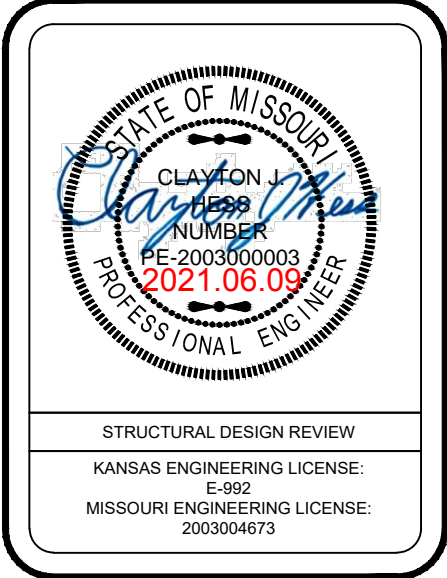 STATE OF MISSOURI
CLAYTON J.
HESS
NUMBER
PE-2003000003
2021.06.09
PROFESSIONAL ENGINEER
Clayton J Hess
STRUCTURAL DESIGN REVIEW
KANSAS ENGINEERING LICENSE:
E-992
MISSOURI ENGINEERING LICENSE:
2003004673